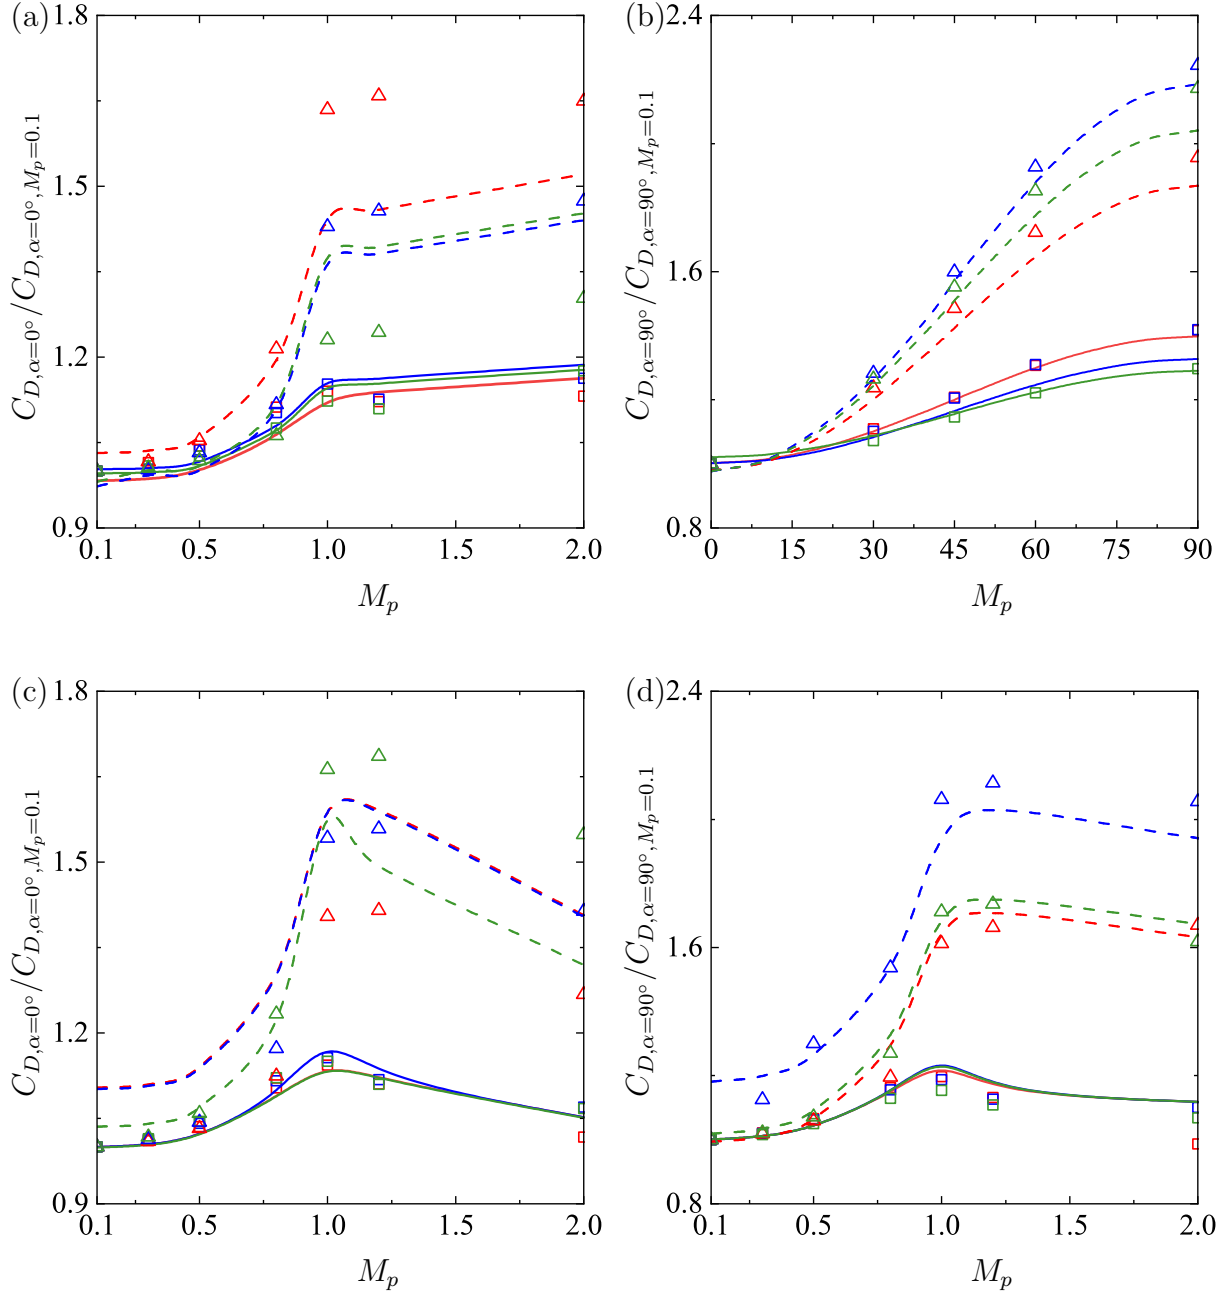 (a)
1.8
1.5
1.2
0.9
0.1 0.5 1.0 1.5 2.0
M_p
C_{D,α=0°}/C_{D,α=0°,M_p=0.1}
(b)
2.4
1.6
0.8
0 15 30 45 60 75 90
M_p
C_{D,α=90°}/C_{D,α=90°,M_p=0.1}
(c)
1.8
1.5
1.2
0.9
0.1 0.5 1.0 1.5 2.0
M_p
C_{D,α=0°}/C_{D,α=0°,M_p=0.1}
(d)
2.4
1.6
0.8
0.1 0.5 1.0 1.5 2.0
M_p
C_{D,α=90°}/C_{D,α=90°,M_p=0.1}